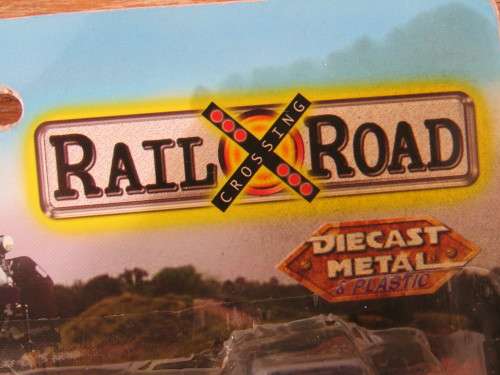 RAIL ROAD
CROSSING
DIECAST
METAL
& PLASTIC